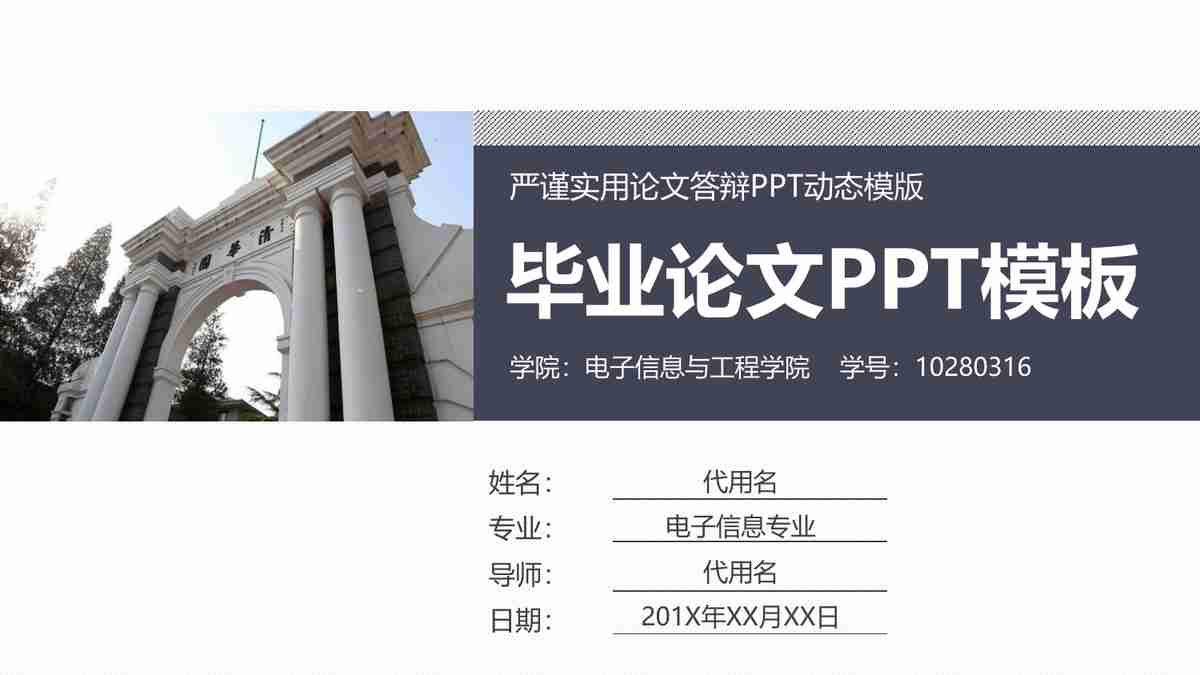 清華園
严谨实用论文答辩PPT动态模版
毕业论文PPT模板
学院：电子信息与工程学院 学号：10280316
姓名： 代用名
专业： 电子信息专业
导师： 代用名
日期： 201X年XX月XX日